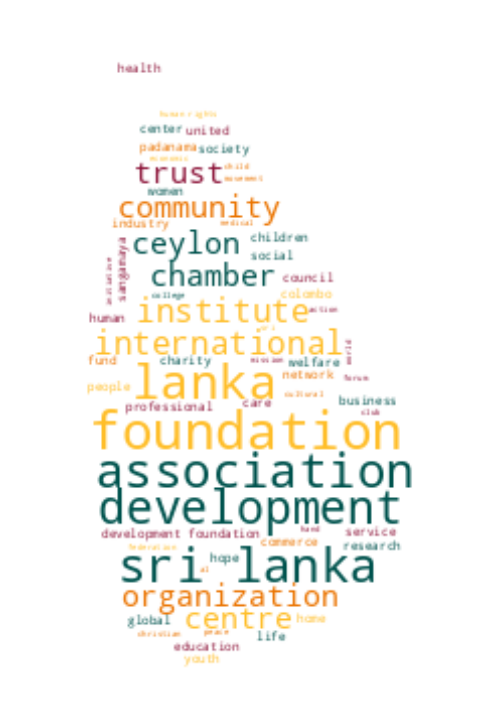 health
human rights
center united
padanama society
economic
trust child
movement
women
community
industry medical
ceylon children
social
sangamaya
initiative
chamber council
college colombo
institute action
human
sri
international
world
fund charity mission welfare
network forum
people lanka cultural
professional care business
club
foundation
association
development
development foundation hand service
federation commerce research
hope
sri lanka
al
organization
global centre home
christian peace life
education
youth